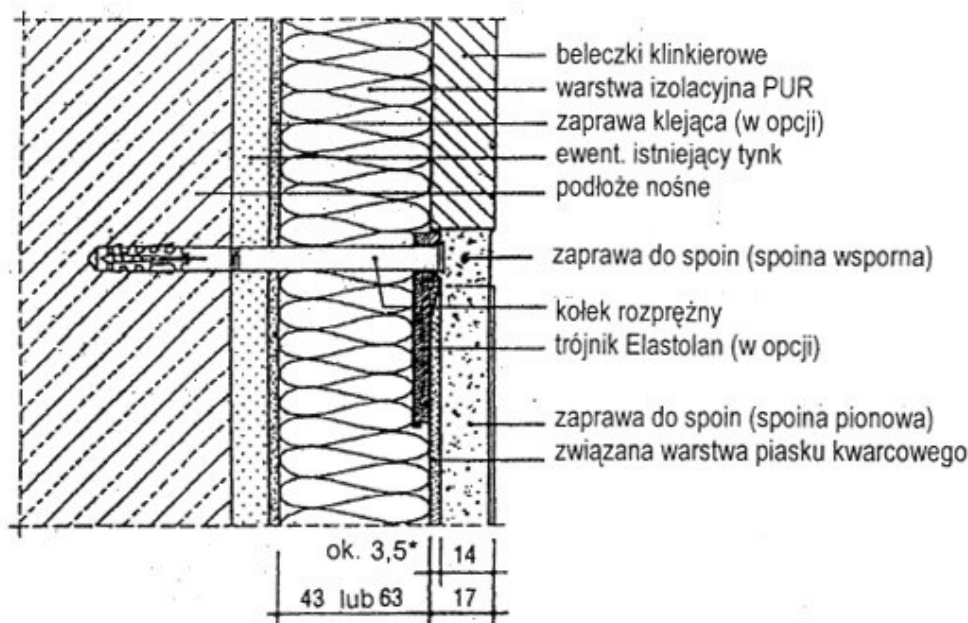 beleczki klinkierowe
warstwa izolacyjna PUR
zaprawa klejąca (w opcji)
ewent. istniejący tynk
podłoże nośne
zaprawa do spoin (spoina wsporna)
kołek rozprężny
trójnik Elastolan (w opcji)
zaprawa do spoin (spoina pionowa)
związana warstwa piasku kwarcowego
ok. 3,5* 14
43 lub 63 17